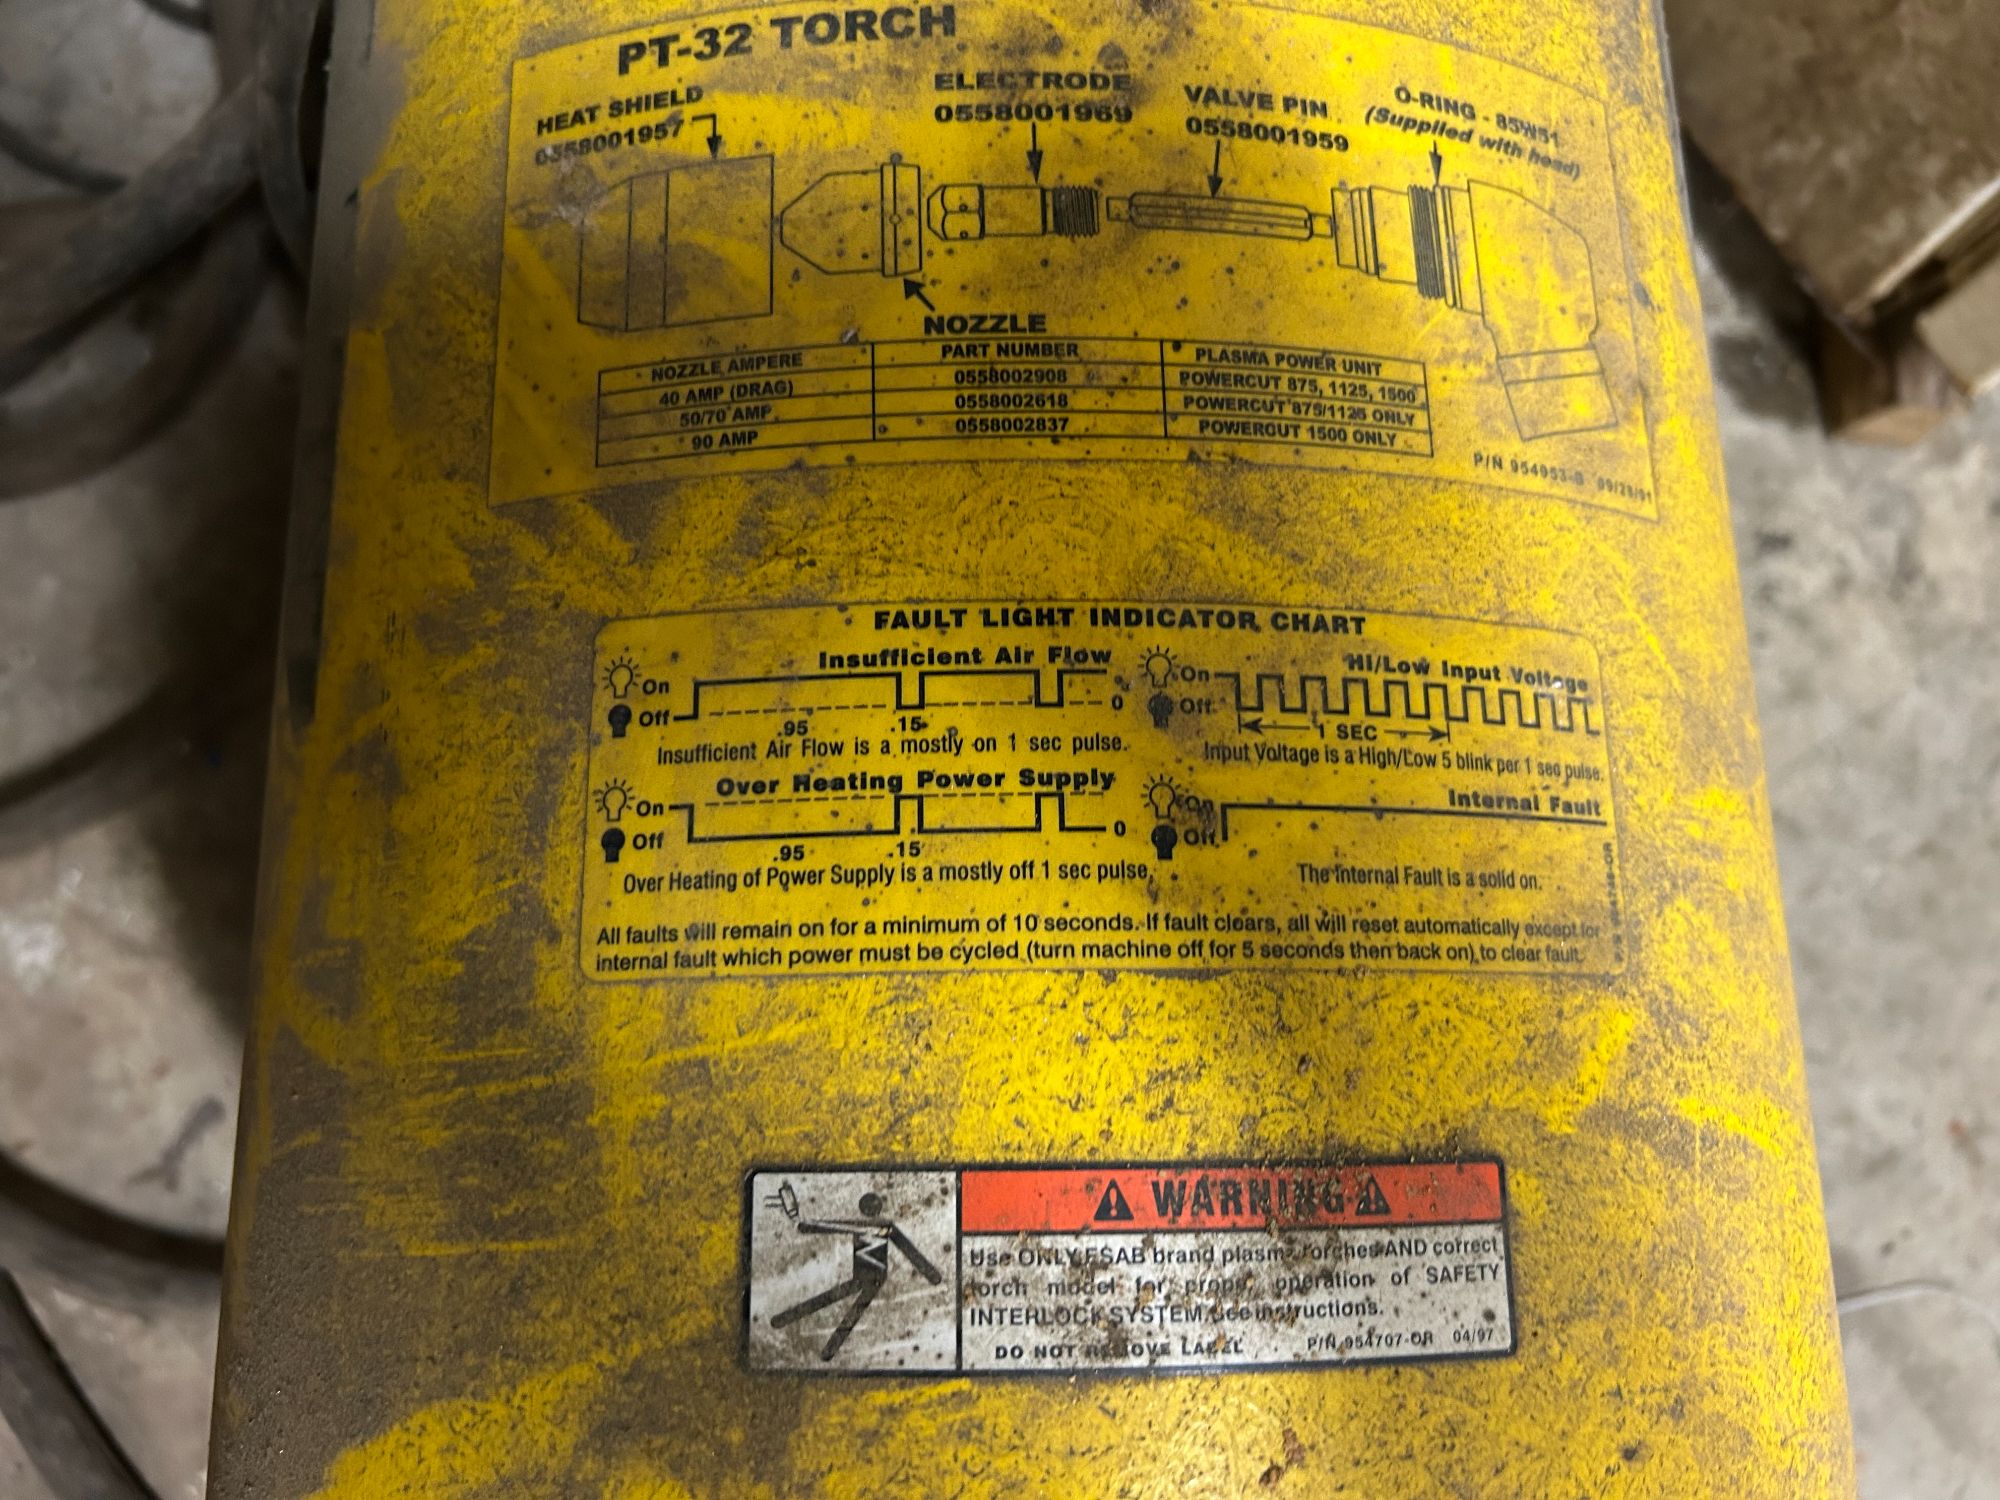 PT-32 TORCH
HEAT SHIELD
0558001957
ELECTRODE
0558001969
VALVE PIN
0558001959
O-RING - 85W51
(Supplied with head)
NOZZLE
NOZZLE AMPERE PART NUMBER PLASMA POWER UNIT
40 AMP (DRAG) 0558002908 POWERCUT 875, 1125, 1500
50/70 AMP 0558002618 POWERCUT 875/1125 ONLY
90 AMP 0558002837 POWERCUT 1500 ONLY
P/N 954953-B
FAULT LIGHT INDICATOR CHART
Insufficient Air Flow
On
Off
0
.95 .15
Insufficient Air Flow is a mostly on 1 sec pulse.
Hi/Low Input Voltage
On
Off
1 SEC
Input Voltage is a High/Low 5 blink per 1 sec pulse.
Over Heating Power Supply
On
Off
0
.95 .15
Over Heating of Power Supply is a mostly off 1 sec pulse.
Internal Fault
On
Off
The Internal Fault is a solid on.
All faults will remain on for a minimum of 10 seconds. If fault clears, all will reset automatically except for
internal fault which power must be cycled (turn machine off for 5 seconds then back on) to clear fault.
WARNING
Use ONLY ESAB brand plasma torches AND correct
torch model for proper operation of SAFETY
INTERLOCK SYSTEM. See instructions.
DO NOT REMOVE LABEL P/N 954707-OR 04/97